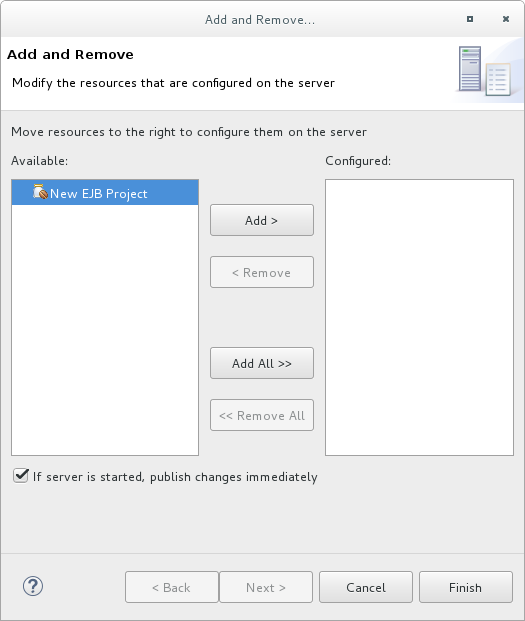 Add and Remove...
Add and Remove
Modify the resources that are configured on the server
Move resources to the right to configure them on the server
Available:
Configured:
New EJB Project
Add >
< Remove
Add All >>
<< Remove All
If server is started, publish changes immediately
?
< Back
Next >
Cancel
Finish